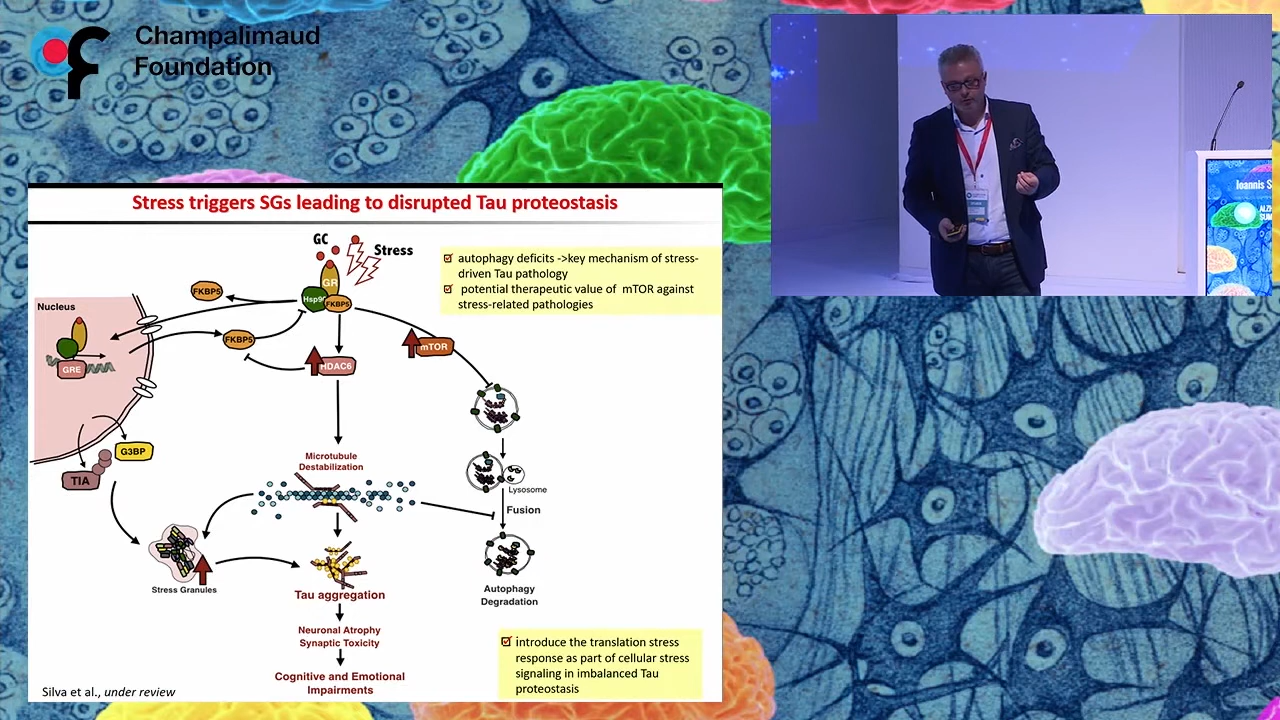 Champalimaud
Foundation
Stress triggers SGs leading to disrupted Tau proteostasis
GC
Stress
GR
Hsp90
FKBP5
FKBP5
FKBP5
Nucleus
GRE
HDAC6
mTOR
autophagy deficits ->key mechanism of stress-
driven Tau pathology
potential therapeutic value of mTOR against
stress-related pathologies
G3BP
TIA
Microtubule
Destabilization
Lysosome
Fusion
Stress Granules
Tau aggregation
Autophagy
Degradation
Neuronal Atrophy
Synaptic Toxicity
Cognitive and Emotional
Impairments
introduce the translation stress
response as part of cellular stress
signaling in imbalanced Tau
proteostasis
Silva et al., under review
Ioannis S